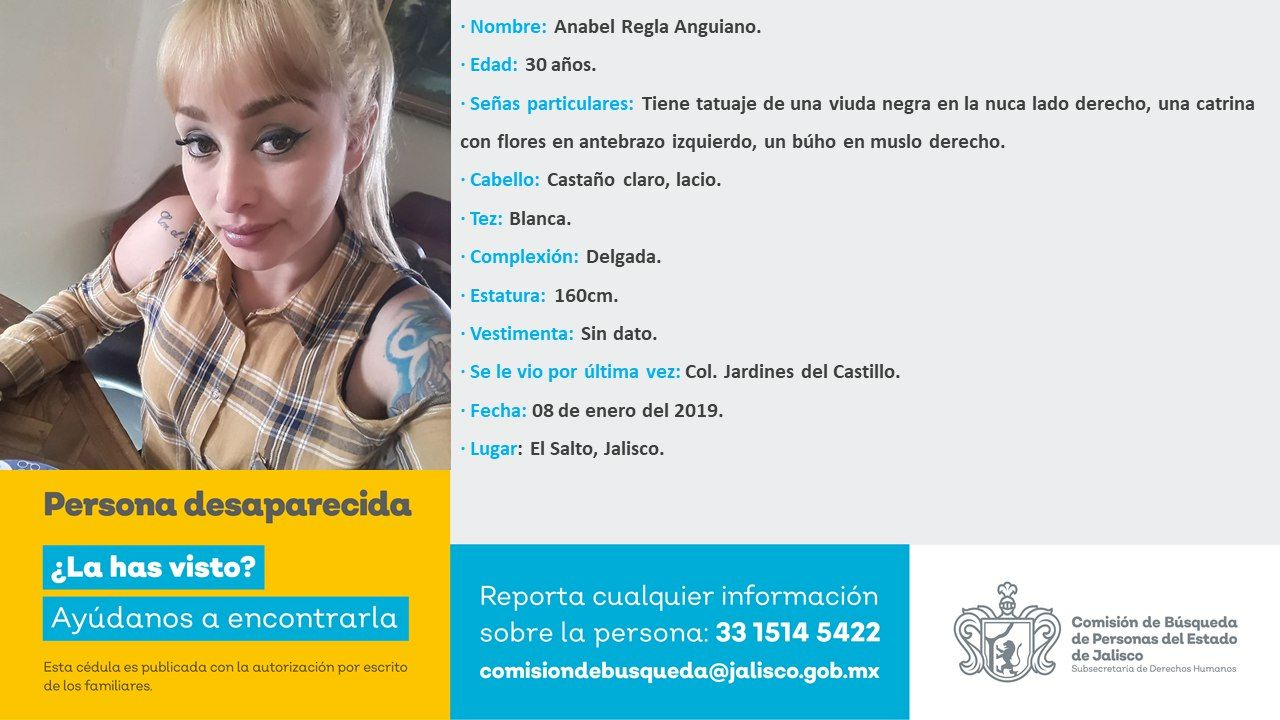 · Nombre: Anabel Regla Anguiano.
· Edad: 30 años.
· Señas particulares: Tiene tatuaje de una viuda negra en la nuca lado derecho, una catrina
con flores en antebrazo izquierdo, un búho en muslo derecho.
· Cabello: Castaño claro, lacio.
· Tez: Blanca.
· Complexión: Delgada.
· Estatura: 160cm.
· Vestimenta: Sin dato.
· Se le vio por última vez: Col. Jardines del Castillo.
· Fecha: 08 de enero del 2019.
· Lugar: El Salto, Jalisco.
Persona desaparecida
¿La has visto?
Ayúdanos a encontrarla
Esta cédula es publicada con la autorización por escrito
de los familiares.
Reporta cualquier información
sobre la persona: 33 1514 5422
comisiondebusqueda@jalisco.gob.mx
Comisión de Búsqueda
de Personas del Estado
de Jalisco
Subsecretaría de Derechos Humanos